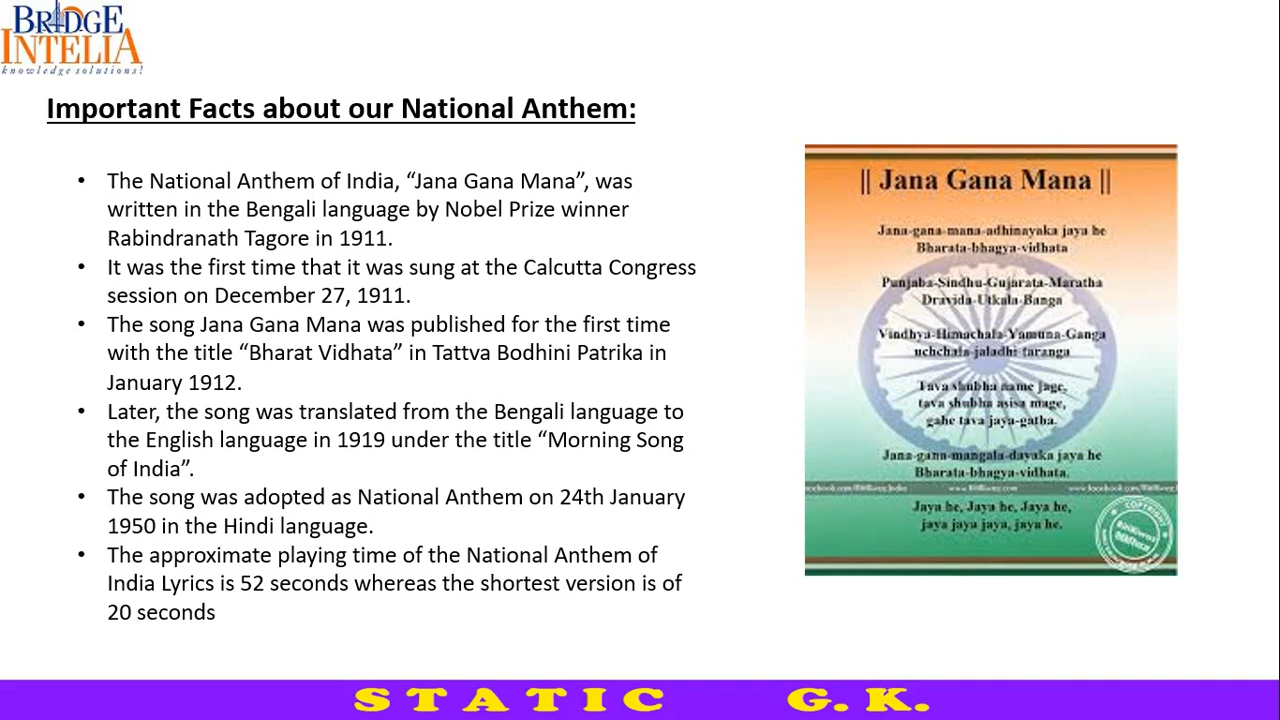 BRIDGE
INTELIA
knowledge solutions!
Important Facts about our National Anthem:
• The National Anthem of India, “Jana Gana Mana”, was
written in the Bengali language by Nobel Prize winner
Rabindranath Tagore in 1911.
• It was the first time that it was sung at the Calcutta Congress
session on December 27, 1911.
• The song Jana Gana Mana was published for the first time
with the title “Bharat Vidhata” in Tattva Bodhini Patrika in
January 1912.
• Later, the song was translated from the Bengali language to
the English language in 1919 under the title “Morning Song
of India”.
• The song was adopted as National Anthem on 24th January
1950 in the Hindi language.
• The approximate playing time of the National Anthem of
India Lyrics is 52 seconds whereas the shortest version is of
20 seconds
|| Jana Gana Mana ||
Jana-gana-mana-adhinayaka jaya he
Bharata-bhagya-vidhata
Punjaba-Sindhu-Gujarata-Maratha
Dravida-Utkala-Banga
Vindhya-Himachala-Yamuna-Ganga
uchchala-jaladhi-taranga
Tava shubha name jage,
tava shubha asisa mage,
gahe tava jaya-gatha.
Jana-gana-mangala-dayaka jaya he
Bharata-bhagya-vidhata.
Jaya he, Jaya he, Jaya he,
jaya jaya jaya, jaya he.
COPYRIGHT
STATIC G.K.